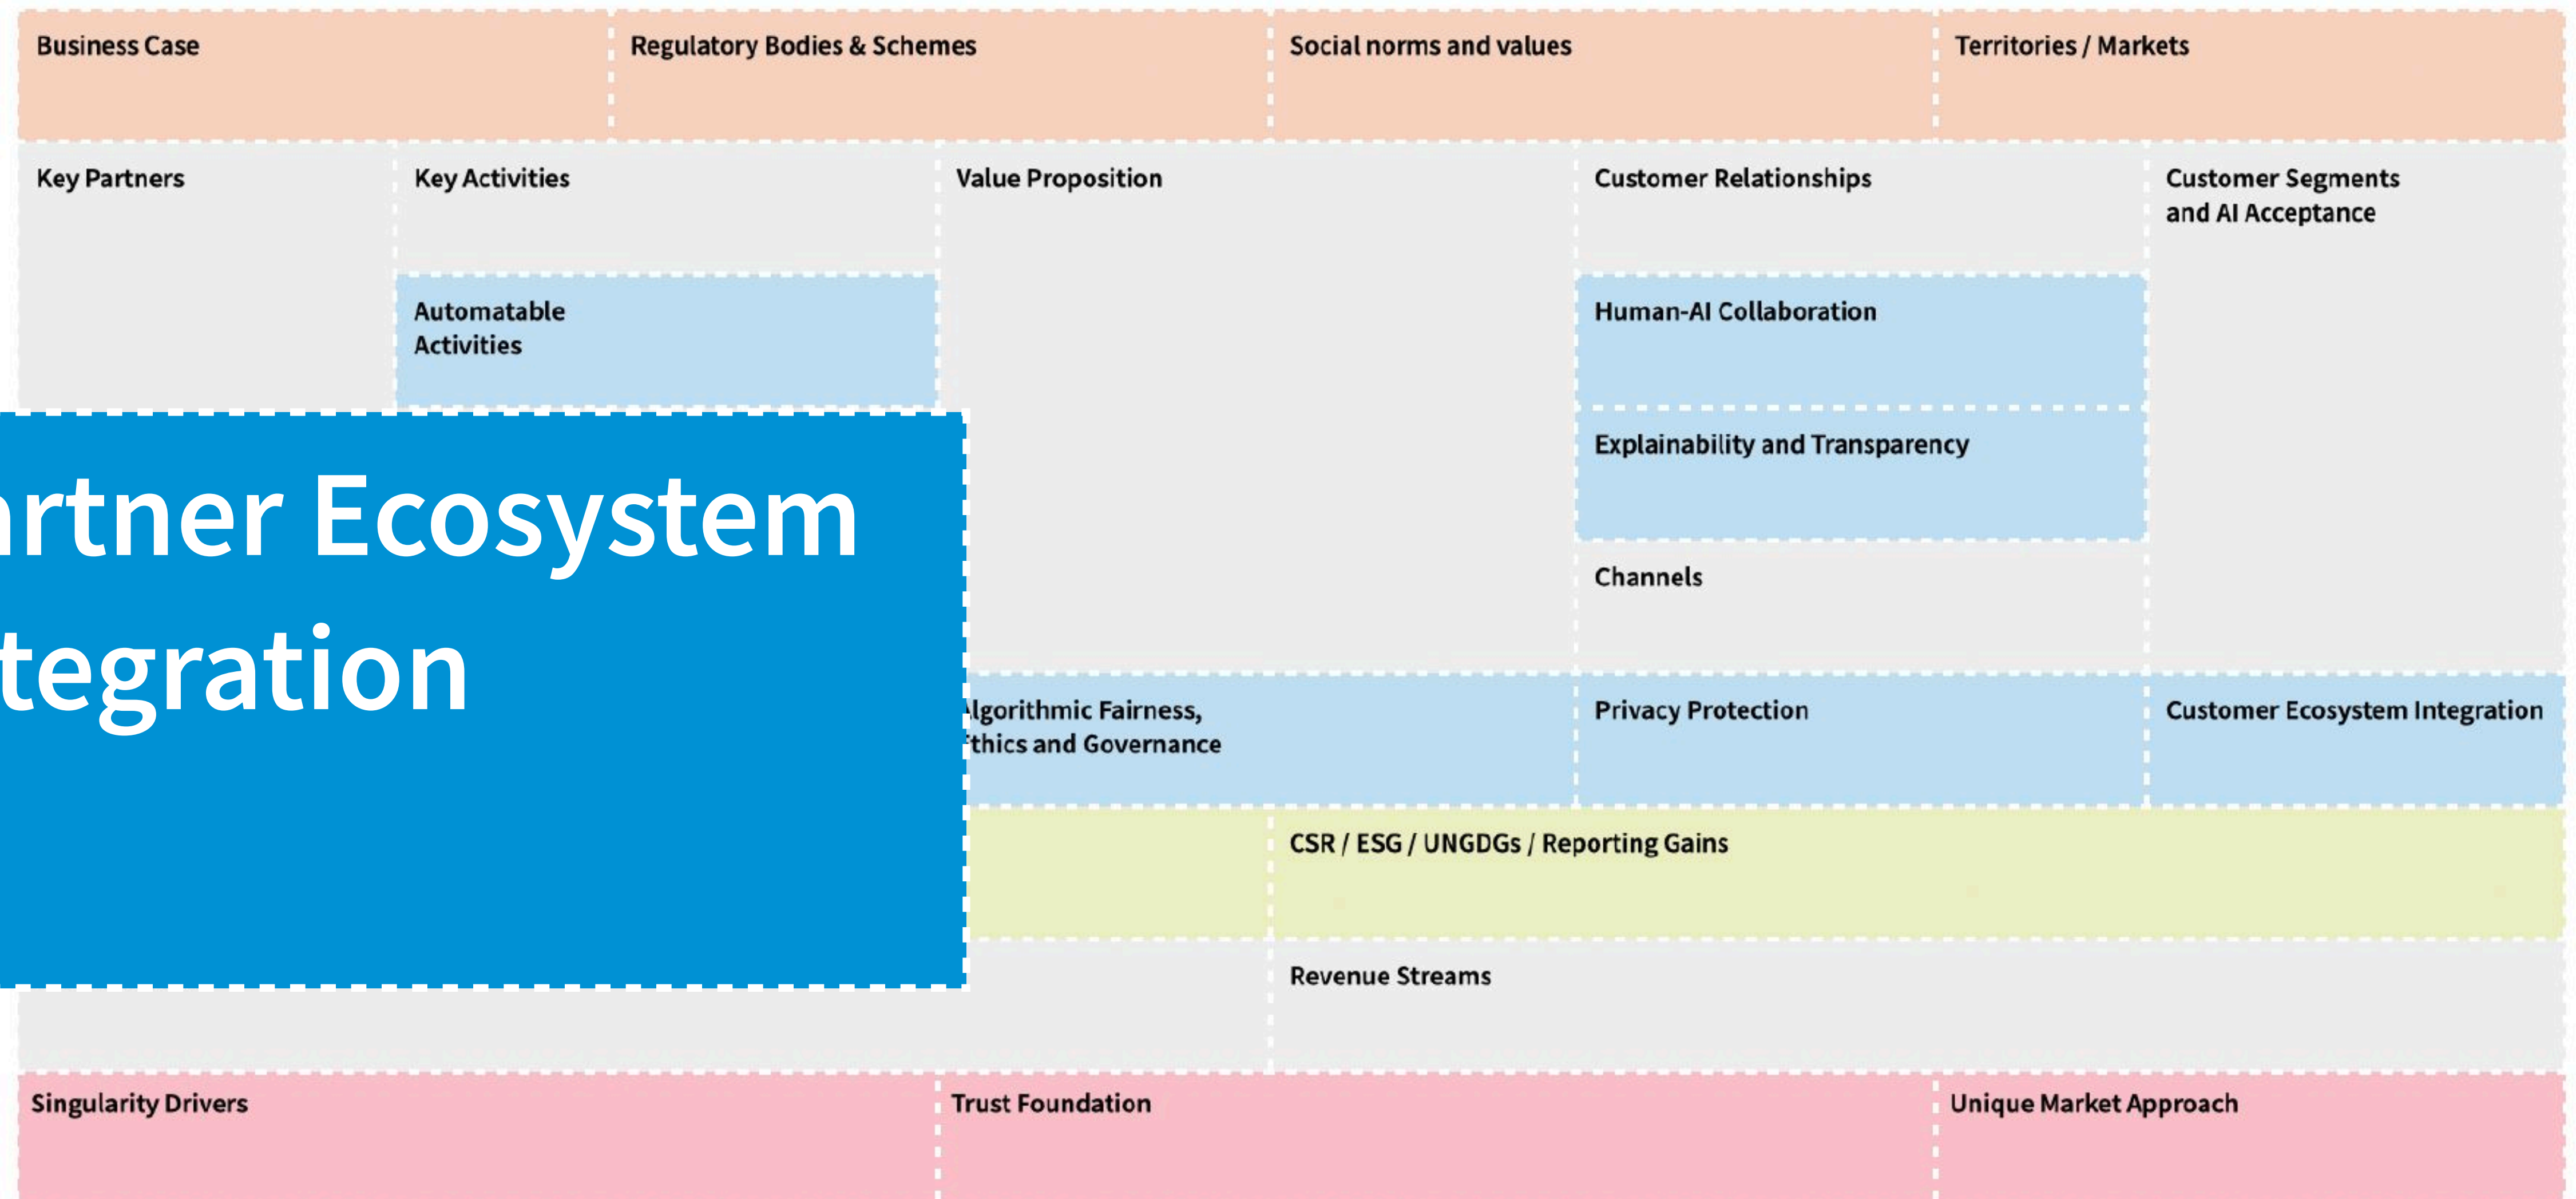 Business Case
Regulatory Bodies & Schemes
Social norms and values
Territories / Markets
Key Partners
Key Activities
Value Proposition
Customer Relationships
Customer Segments
and AI Acceptance
Automatable
Activities
Human-AI Collaboration
Explainability and Transparency
artner Ecosystem
tegration
Channels
lgorithmic Fairness,
thics and Governance
Privacy Protection
Customer Ecosystem Integration
CSR / ESG / UNGDGs / Reporting Gains
Revenue Streams
Singularity Drivers
Trust Foundation
Unique Market Approach